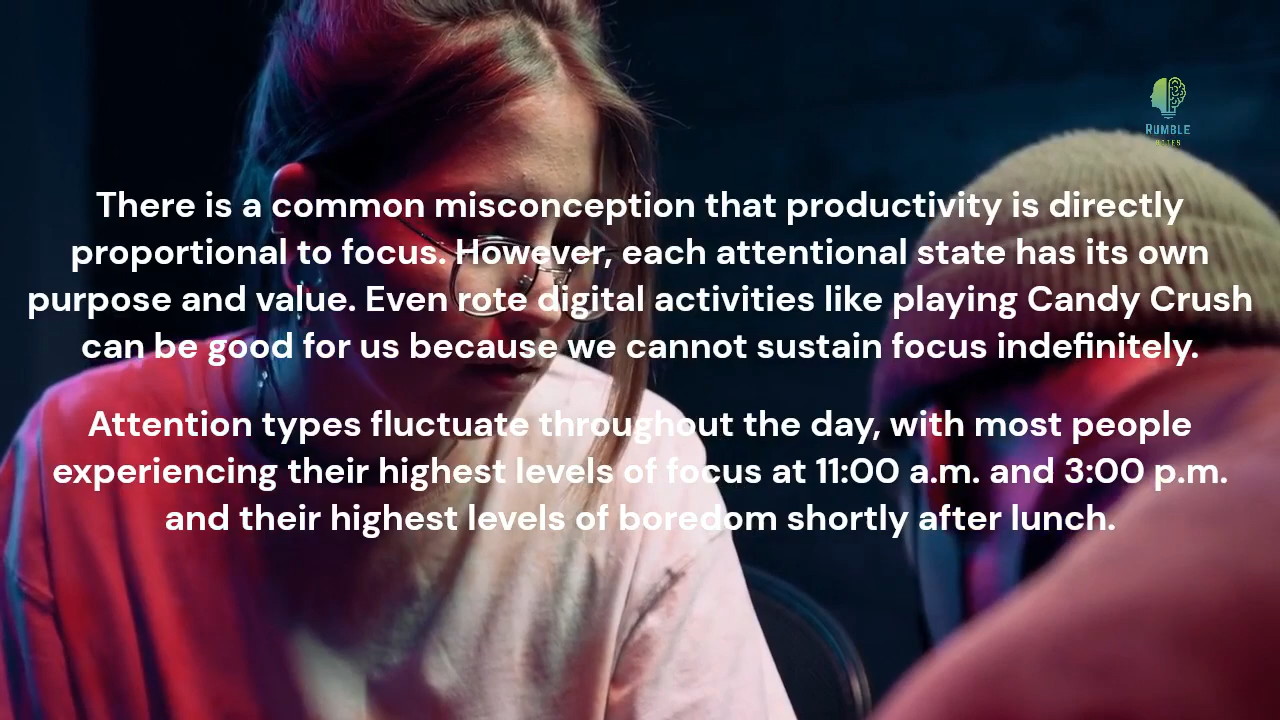 RUMBLE
There is a common misconception that productivity is directly
proportional to focus. However, each attentional state has its own
purpose and value. Even rote digital activities like playing Candy Crush
can be good for us because we cannot sustain focus indefinitely.
Attention types fluctuate throughout the day, with most people
experiencing their highest levels of focus at 11:00 a.m. and 3:00 p.m.
and their highest levels of boredom shortly after lunch.